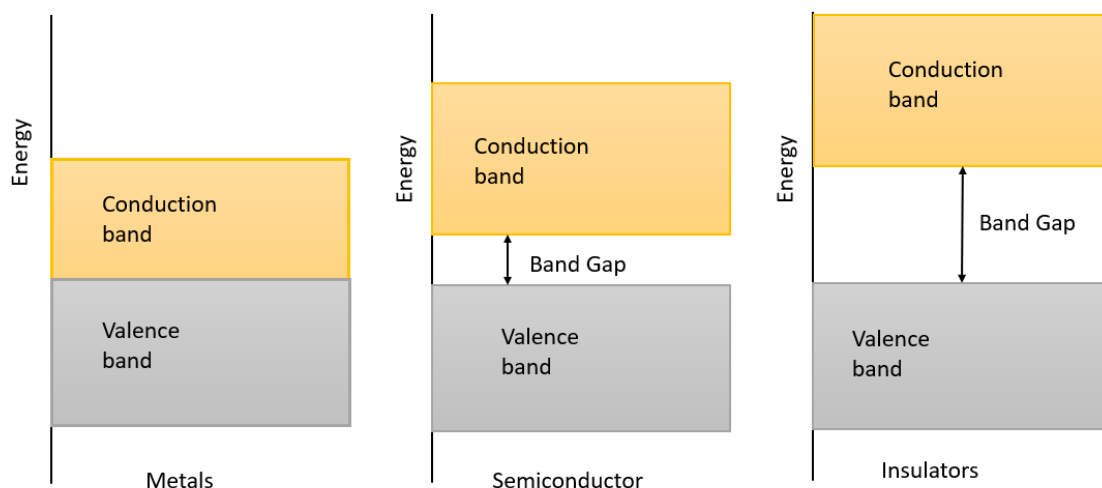 Energy
Conduction
band
Valence
band
Metals
Energy
Conduction
band
Band Gap
Valence
band
Semiconductor
Energy
Conduction
band
Band Gap
Valence
band
Insulators